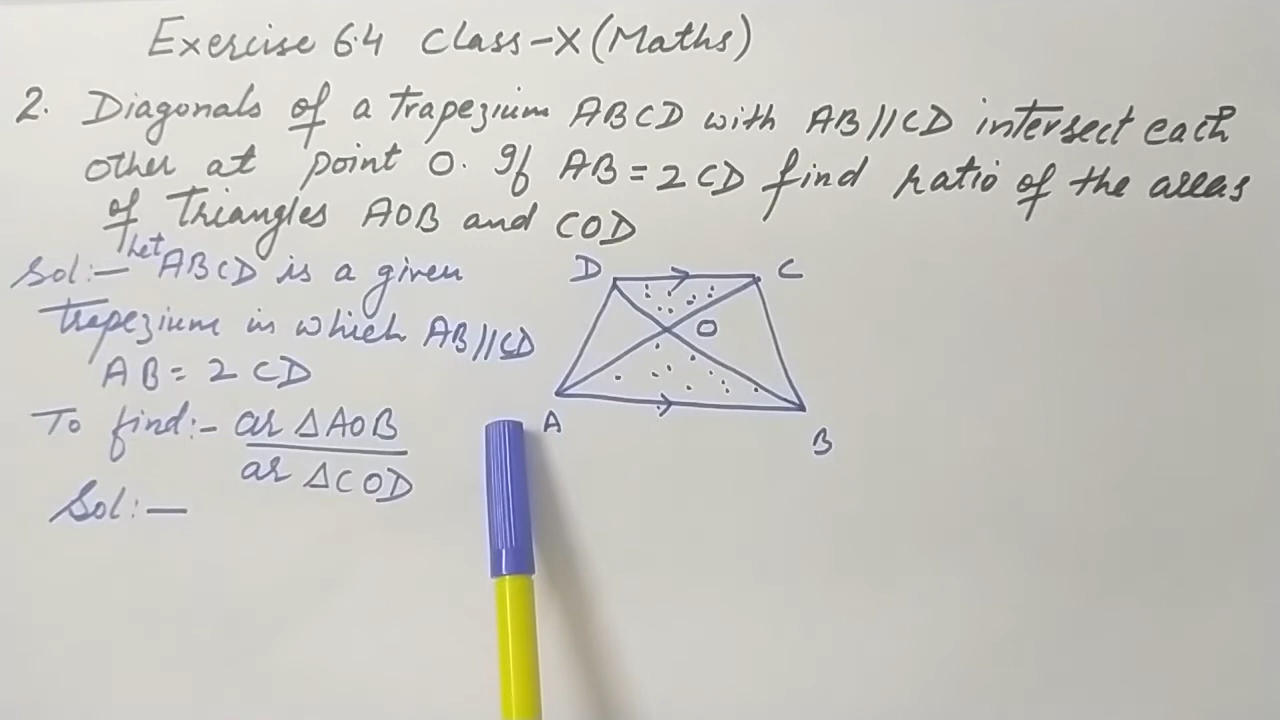 Exercise 6.4 Class-X (Maths)
2. Diagonals of a trapezium ABCD with AB//CD intersect each
other at point O. If AB = 2CD find ratio of the areas
of Triangles AOB and COD
Sol:- Let ABCD is a given
trapezium in which AB//CD
AB = 2 CD
To find:- ar ΔAOB
ar ΔCOD
Sol:-
D C
O
A
B